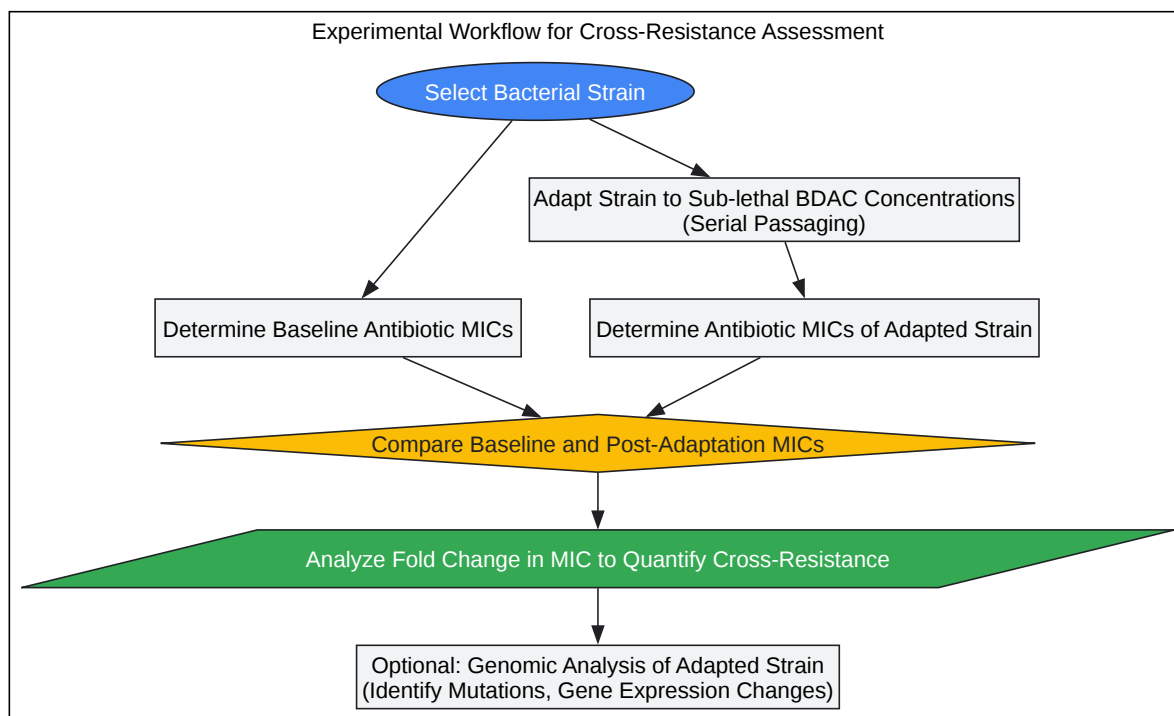 Experimental Workflow for Cross-Resistance Assessment
Select Bacterial Strain
Adapt Strain to Sub-lethal BDAC Concentrations
(Serial Passaging)
Determine Baseline Antibiotic MICs
Determine Antibiotic MICs of Adapted Strain
Compare Baseline and Post-Adaptation MICs
Analyze Fold Change in MIC to Quantify Cross-Resistance
Optional: Genomic Analysis of Adapted Strain
(Identify Mutations, Gene Expression Changes)